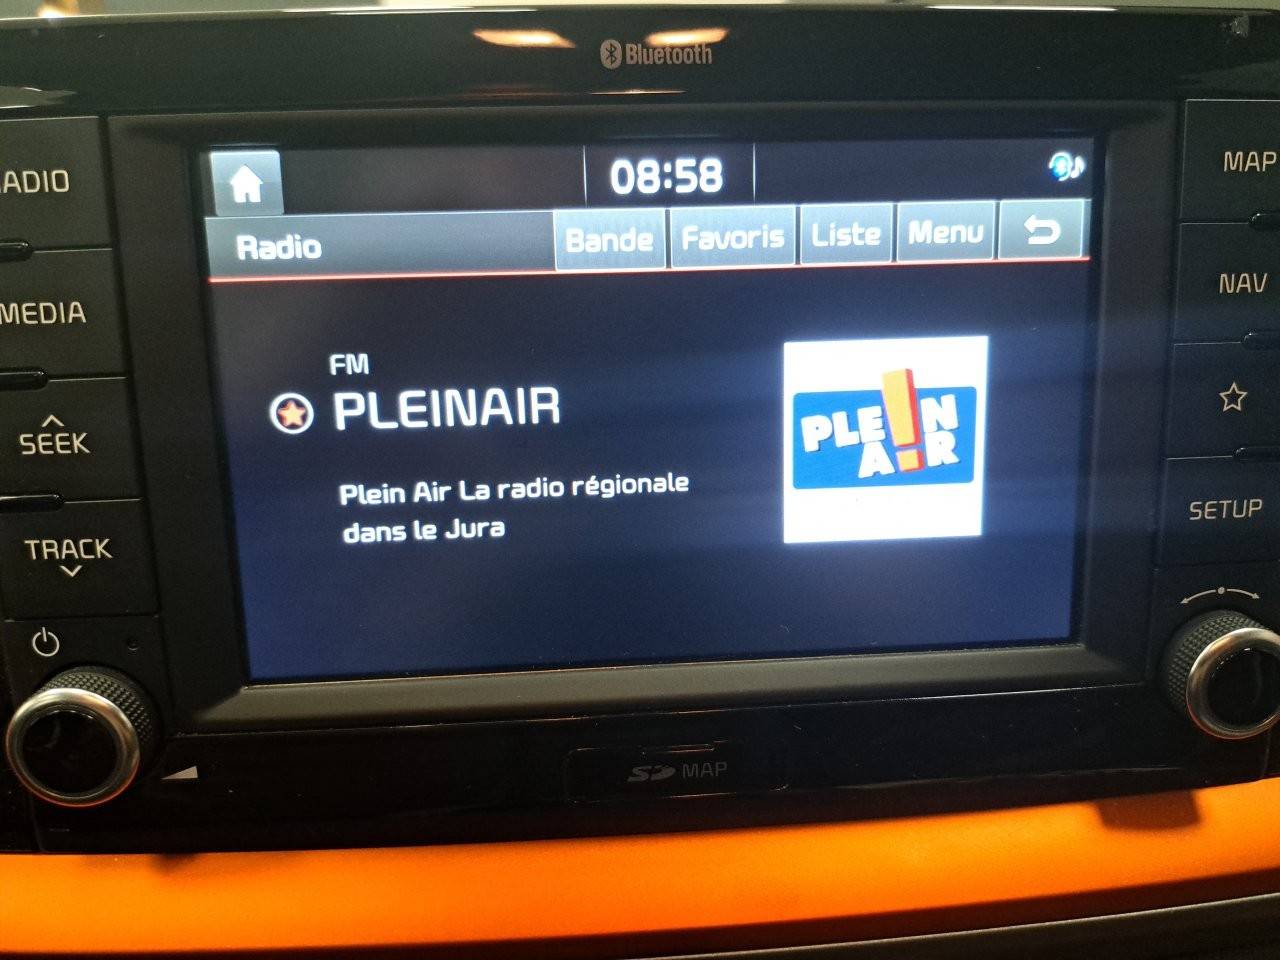 Bluetooth
RADIO
MEDIA
SEEK
TRACK
08:58
Radio
Bande
Favoris
Liste
Menu
FM
PLEINAIR
Plein Air La radio régionale
dans le Jura
PLE!N
A!R
MAP
NAV
SETUP
SD MAP